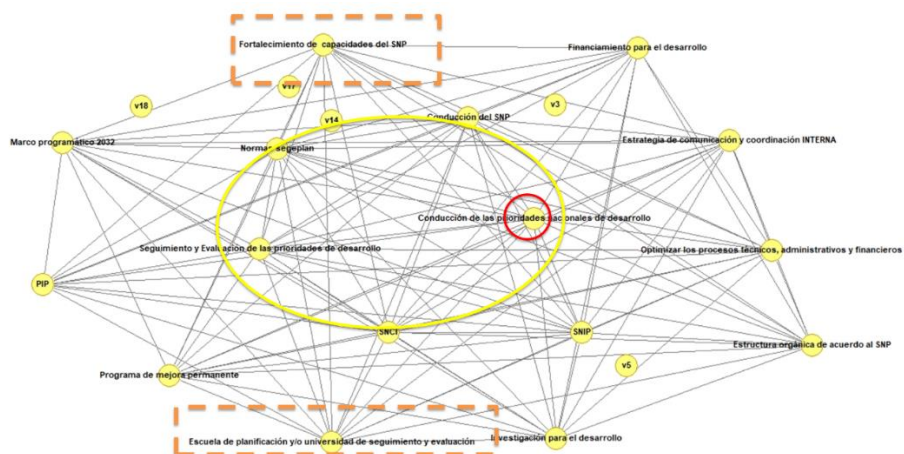 Fortalecimiento de capacidades del SNP
Financiamiento para el desarrollo
v17
v18
v3
v14
Conducción del SNP
Marco programático 2032
Estrategia de comunicación y coordinación INTERNA
Normas segeplan
Conducción de las prioridades nacionales de desarrollo
Seguimiento y Evaluación de las prioridades de desarrollo
Optimizar los procesos técnicos, administrativos y financieros
PIP
SNCI
SNIP
Estructura orgánica de acuerdo al SNP
v5
Programa de mejora permanente
Escuela de planificación y/o universidad de seguimiento y evaluación
Investigación para el desarrollo